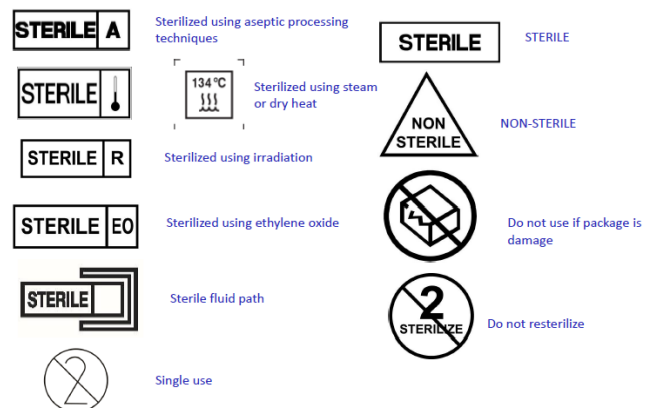 STERILE A
Sterilized using aseptic processing
techniques
STERILE
134 °C
Sterilized using steam
or dry heat
STERILE R
Sterilized using irradiation
STERILE EO
Sterilized using ethylene oxide
STERILE
Sterile fluid path
2
Single use
STERILE
STERILE
NON
STERILE
NON-STERILE
Do not use if package is
damage
2
STERILIZE
Do not resterilize